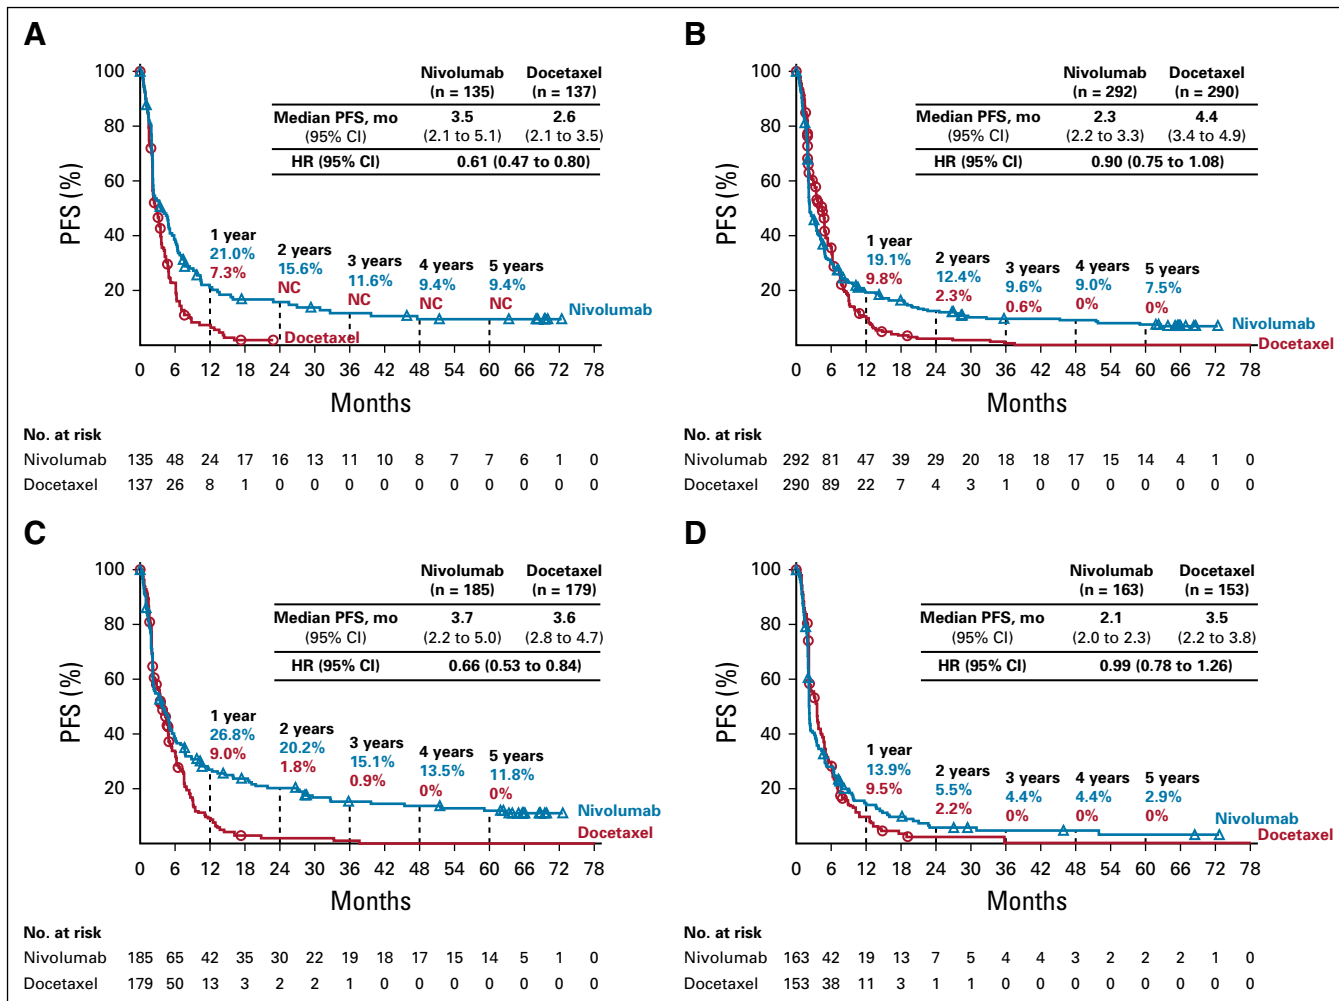 A
Nivolumab Docetaxel
(n = 135) (n = 137)
Median PFS, mo 3.5 2.6
(95% CI) (2.1 to 5.1) (2.1 to 3.5)
HR (95% CI) 0.61 (0.47 to 0.80)
PFS (%)
100
80
60
40
20
1 year
21.0%
7.3%
2 years
15.6%
NC
3 years
11.6%
NC
4 years
9.4%
NC
5 years
9.4%
NC
Nivolumab
Docetaxel
0 6 12 18 24 30 36 42 48 54 60 66 72 78
Months
No. at risk
Nivolumab 135 48 24 17 16 13 11 10 8 7 7 6 1 0
Docetaxel 137 26 8 1 0 0 0 0 0 0 0 0 0 0
B
Nivolumab Docetaxel
(n = 292) (n = 290)
Median PFS, mo 2.3 4.4
(95% CI) (2.2 to 3.3) (3.4 to 4.9)
HR (95% CI) 0.90 (0.75 to 1.08)
PFS (%)
100
80
60
40
20
1 year
19.1%
9.8%
2 years
12.4%
2.3%
3 years
9.6%
0.6%
4 years
9.0%
0%
5 years
7.5%
0%
Nivolumab
Docetaxel
0 6 12 18 24 30 36 42 48 54 60 66 72 78
Months
No. at risk
Nivolumab 292 81 47 39 29 20 18 18 17 15 14 4 1 0
Docetaxel 290 89 22 7 4 3 1 0 0 0 0 0 0 0
C
Nivolumab Docetaxel
(n = 185) (n = 179)
Median PFS, mo 3.7 3.6
(95% CI) (2.2 to 5.0) (2.8 to 4.7)
HR (95% CI) 0.66 (0.53 to 0.84)
PFS (%)
100
80
60
40
20
1 year
26.8%
9.0%
2 years
20.2%
1.8%
3 years
15.1%
0.9%
4 years
13.5%
0%
5 years
11.8%
0%
Nivolumab
Docetaxel
0 6 12 18 24 30 36 42 48 54 60 66 72 78
Months
No. at risk
Nivolumab 185 65 42 35 30 22 19 18 17 15 14 5 1 0
Docetaxel 179 50 13 3 2 2 1 0 0 0 0 0 0 0
D
Nivolumab Docetaxel
(n = 163) (n = 153)
Median PFS, mo 2.1 3.5
(95% CI) (2.0 to 2.3) (2.2 to 3.8)
HR (95% CI) 0.99 (0.78 to 1.26)
PFS (%)
100
80
60
40
20
1 year
13.9%
9.5%
2 years
5.5%
2.2%
3 years
4.4%
0%
4 years
4.4%
0%
5 years
2.9%
0%
Nivolumab
Docetaxel
0 6 12 18 24 30 36 42 48 54 60 66 72 78
Months
No. at risk
Nivolumab 163 42 19 13 7 5 4 4 3 2 2 2 1 0
Docetaxel 153 38 11 3 1 1 0 0 0 0 0 0 0 0